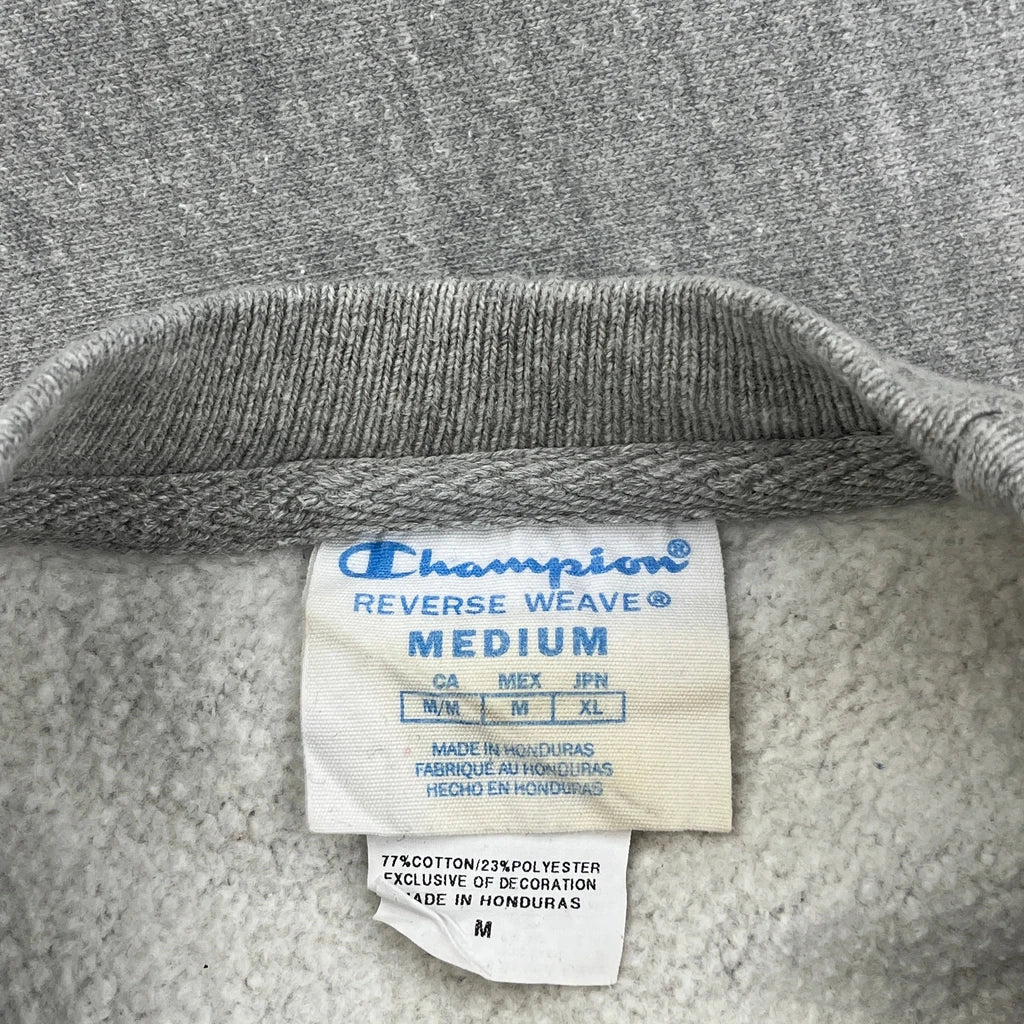 Champion®
REVERSE WEAVE®
MEDIUM
CA MEX JPN
M/M M XL
MADE IN HONDURAS
FABRIQUÉ AU HONDURAS
HECHO EN HONDURAS
77%COTTON/23%POLYESTER
EXCLUSIVE OF DECORATION
MADE IN HONDURAS
M